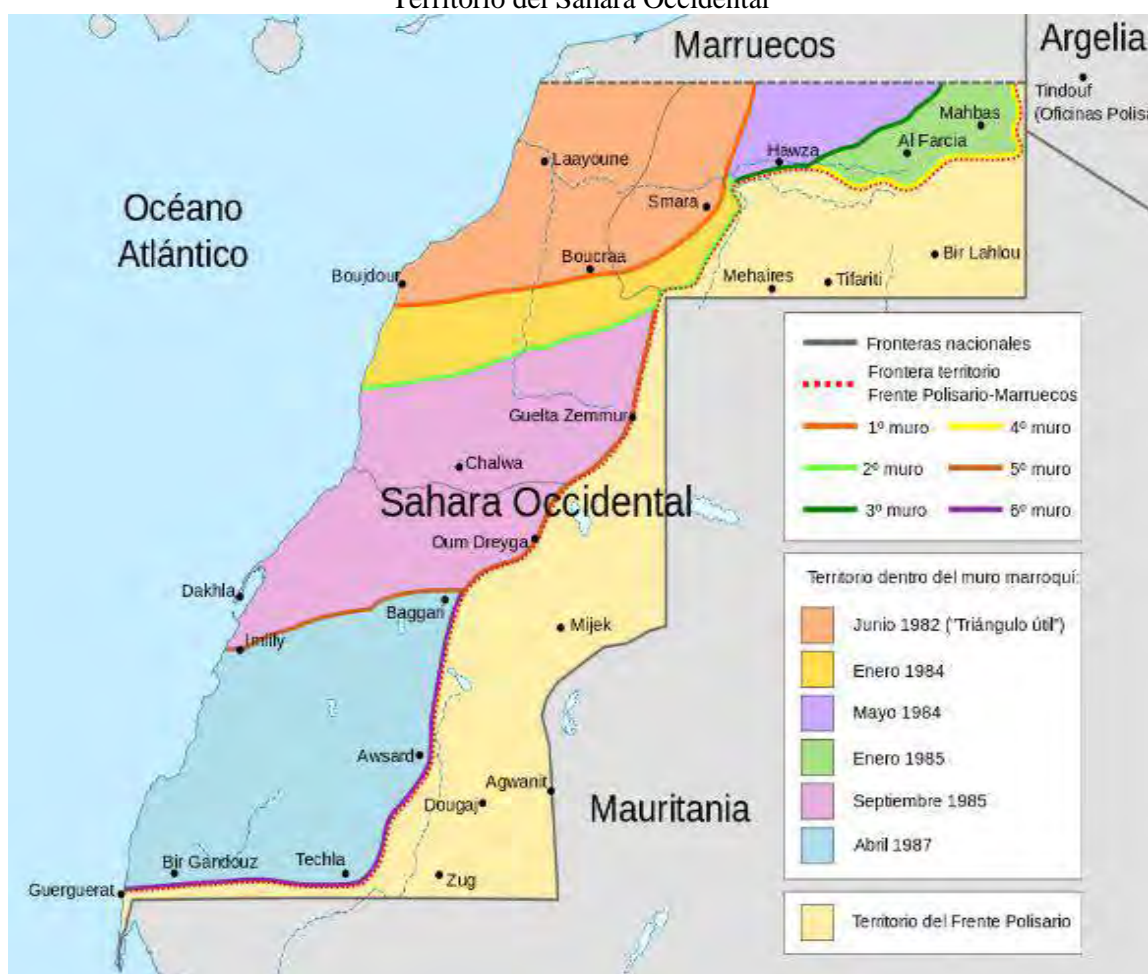 Territorio del Sahara Occidental
Marruecos
Argelia
Tindouf
(Oficinas Polisa
Mahbas
Al Farcia
Hawza
Laayoune
Smara
Océano
Atlántico
Boucraa
Boujdour
Bir Lahlou
Mehaires
Tifariti
Fronteras nacionales
Frontera territorio
Frente Polisario-Marruecos
1º muro
4º muro
2º muro
5º muro
3º muro
6º muro
Guelta Zemmur
Chalwa
Sahara Occidental
Oum Dreyga
Dakhla
Baggari
Imlily
Mijek
Territorio dentro del muro marroquí:
Junio 1982 ("Triángulo útil")
Enero 1984
Mayo 1984
Enero 1985
Septiembre 1985
Abril 1987
Awsard
Agwanit
Dougaj
Mauritania
Bir Gandouz
Techla
Zug
Guerguerat
Territorio del Frente Polisario